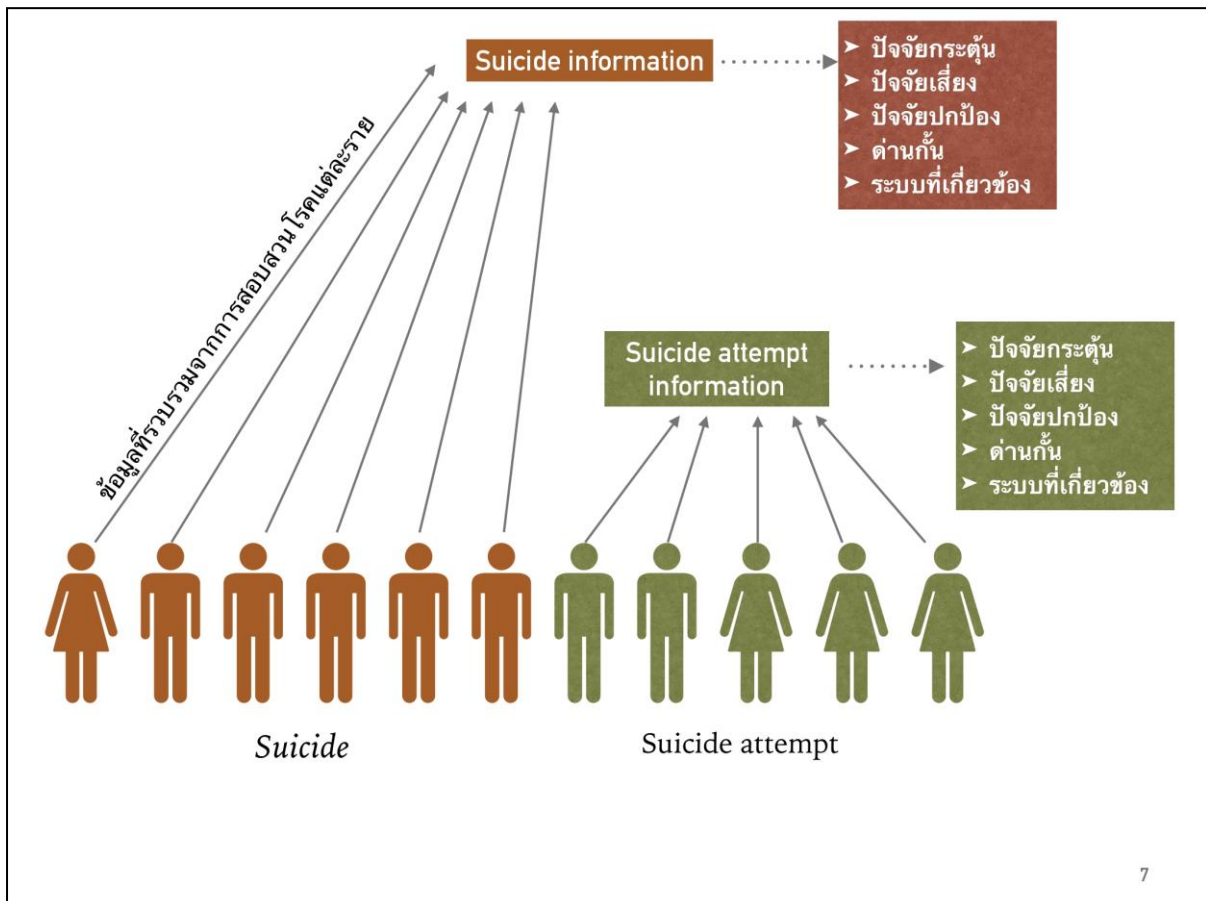 Suicide information
➤ ปัจจัยกระตุ้น
➤ ปัจจัยเสี่ยง
➤ ปัจจัยปกป้อง
➤ ด่านกั้น
➤ ระบบที่เกี่ยวข้อง
ข้อมูลที่รวบรวมจากการสอบสวนโรคแต่ละราย
Suicide attempt
information
➤ ปัจจัยกระตุ้น
➤ ปัจจัยเสี่ยง
➤ ปัจจัยปกป้อง
➤ ด่านกั้น
➤ ระบบที่เกี่ยวข้อง
Suicide
Suicide attempt
7